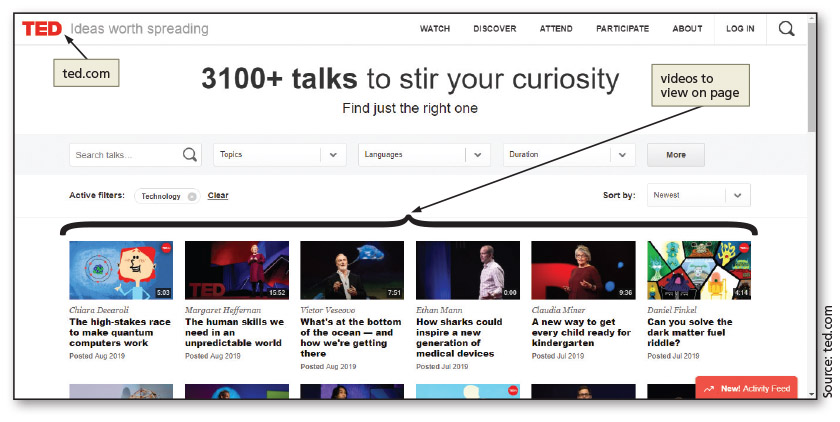 TED Ideas worth spreading
WATCH DISCOVER ATTEND PARTICIPATE ABOUT LOG IN
ted.com
3100+ talks to stir your curiosity
Find just the right one
videos to
view on page
Search talks...
Topics
Languages
Duration
More
Active filters: Technology Clear
Sort by: Newest
TED
5:03
TED
15:52
7:51
0:00
9:36
TED
4:14
Chiara Decaroli
The high-stakes race
to make quantum
computers work
Posted Aug 2019
Margaret Heffernan
The human skills we
need in an
unpredictable world
Posted Aug 2019
Victor Vescovo
What's at the bottom
of the ocean — and
how we're getting
there
Posted Aug 2019
Ethan Mann
How sharks could
inspire a new
generation of
medical devices
Posted Jul 2019
Claudia Miner
A new way to get
every child ready for
kindergarten
Posted Jul 2019
Daniel Finkel
Can you solve the
dark matter fuel
riddle?
Posted Jul 2019
New! Activity Feed
Source: ted.com